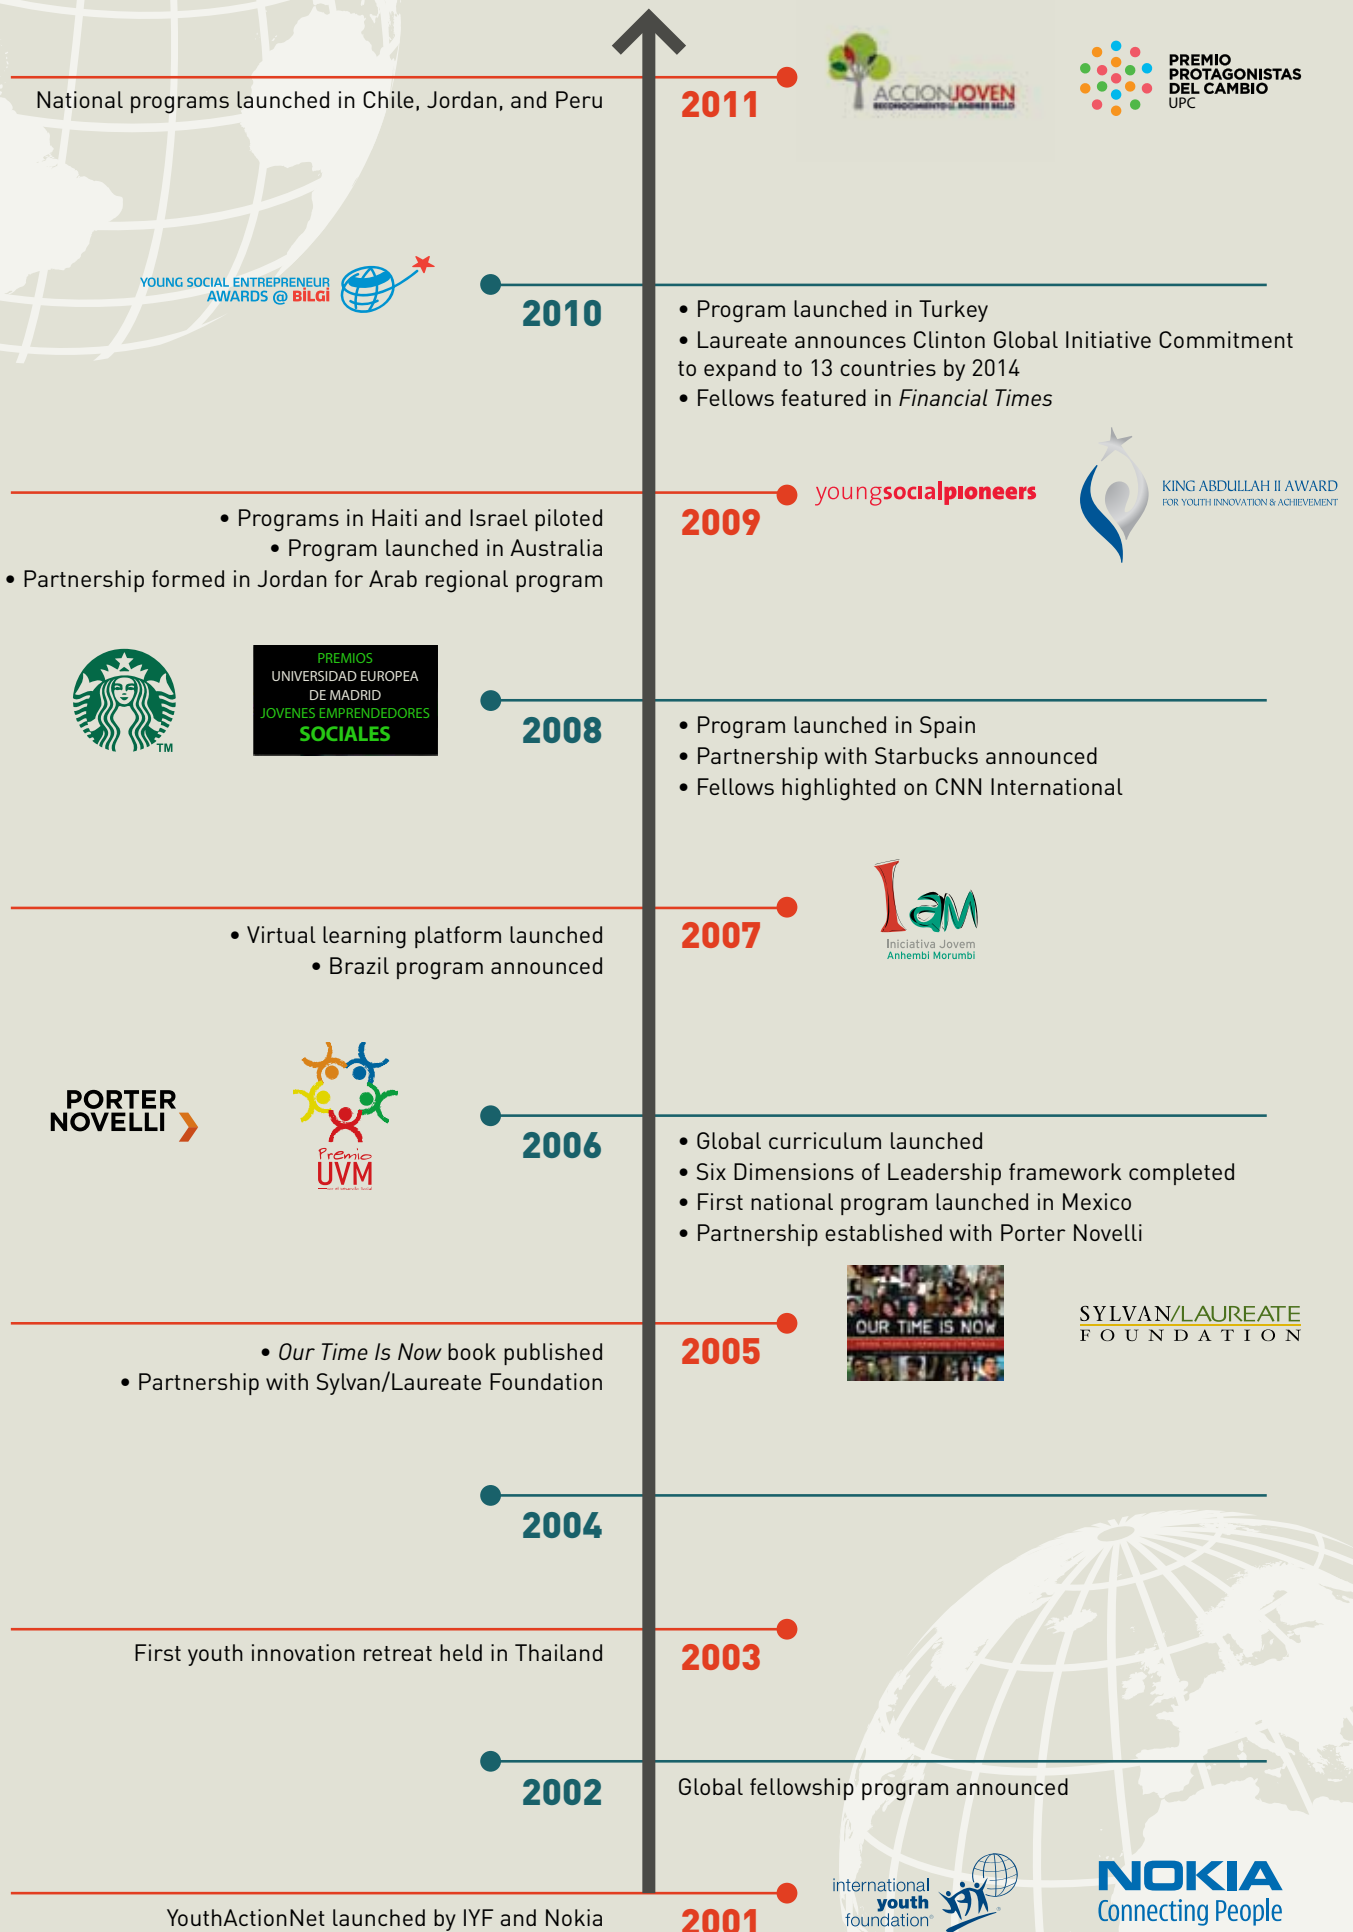 National programs launched in Chile, Jordan, and Peru
2011
ACCIONJOVEN
RECONOCIMIENTO U. ANDRES BELLO
PREMIO
PROTAGONISTAS
DEL CAMBIO
UPC
YOUNG SOCIAL ENTREPRENEUR
AWARDS @ BİLGİ
2010
• Program launched in Turkey
• Laureate announces Clinton Global Initiative Commitment
to expand to 13 countries by 2014
• Fellows featured in Financial Times
• Programs in Haiti and Israel piloted
• Program launched in Australia
• Partnership formed in Jordan for Arab regional program
2009
youngsocialpioneers
KING ABDULLAH II AWARD
FOR YOUTH INNOVATION & ACHIEVEMENT
TM
PREMIOS
UNIVERSIDAD EUROPEA
DE MADRID
JOVENES EMPRENDEDORES
SOCIALES
2008
• Program launched in Spain
• Partnership with Starbucks announced
• Fellows highlighted on CNN International
• Virtual learning platform launched
• Brazil program announced
2007
I am
Iniciativa Jovem
Anhembi Morumbi
PORTER
NOVELLI
Premio
UVM
2006
• Global curriculum launched
• Six Dimensions of Leadership framework completed
• First national program launched in Mexico
• Partnership established with Porter Novelli
• Our Time Is Now book published
• Partnership with Sylvan/Laureate Foundation
2005
OUR TIME IS NOW
SYLVAN/LAUREATE
FOUNDATION
2004
First youth innovation retreat held in Thailand
2003
2002
Global fellowship program announced
YouthActionNet launched by IYF and Nokia
2001
international
youth
foundation®
NOKIA
Connecting People